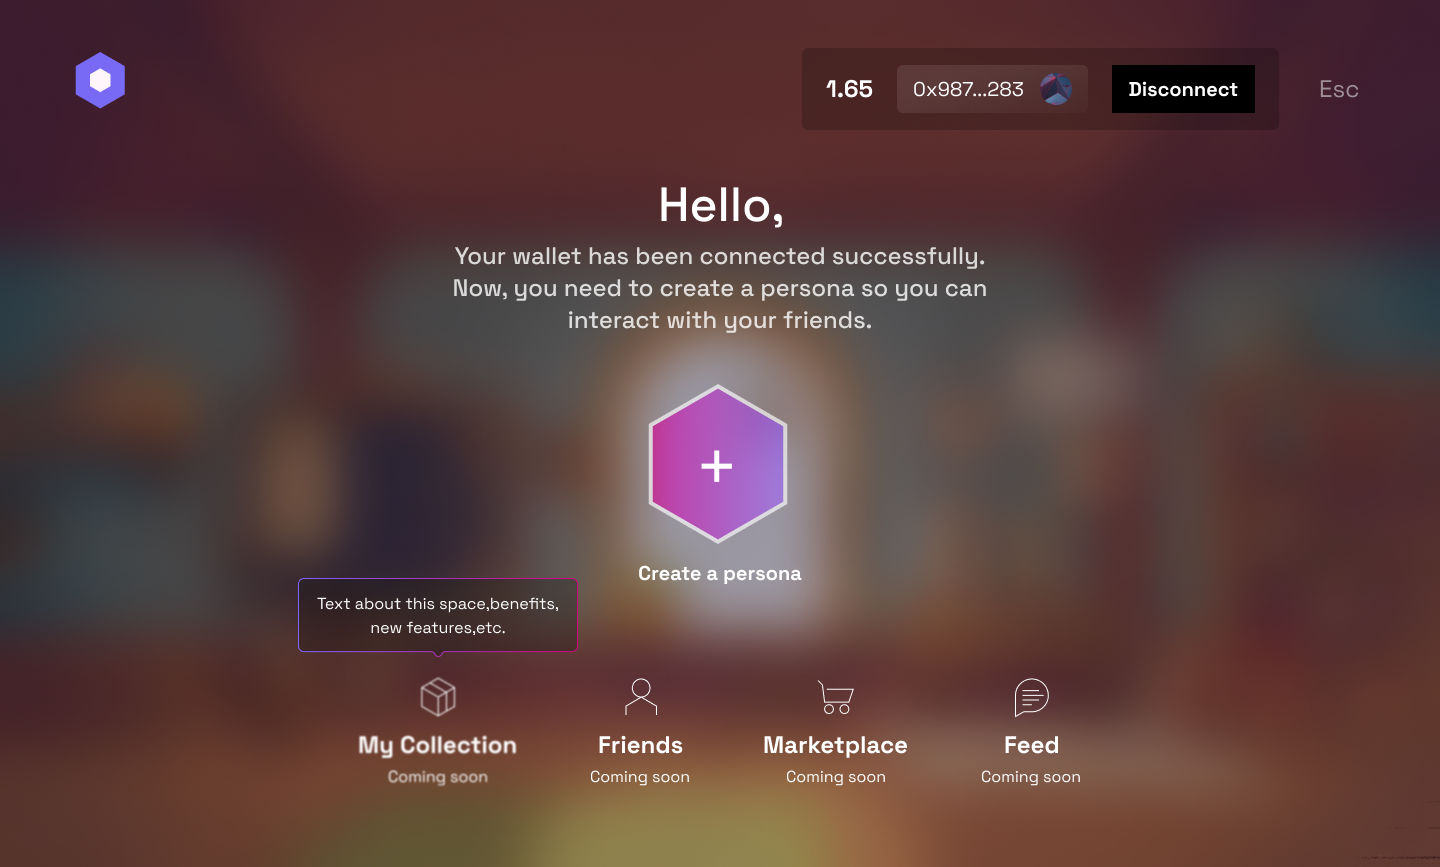 1.65
0x987...283
Disconnect
Esc
Hello,
Your wallet has been connected successfully.
Now, you need to create a persona so you can
interact with your friends.
+
Create a persona
Text about this space,benefits,
new features,etc.
My Collection
Coming soon
Friends
Coming soon
Marketplace
Coming soon
Feed
Coming soon